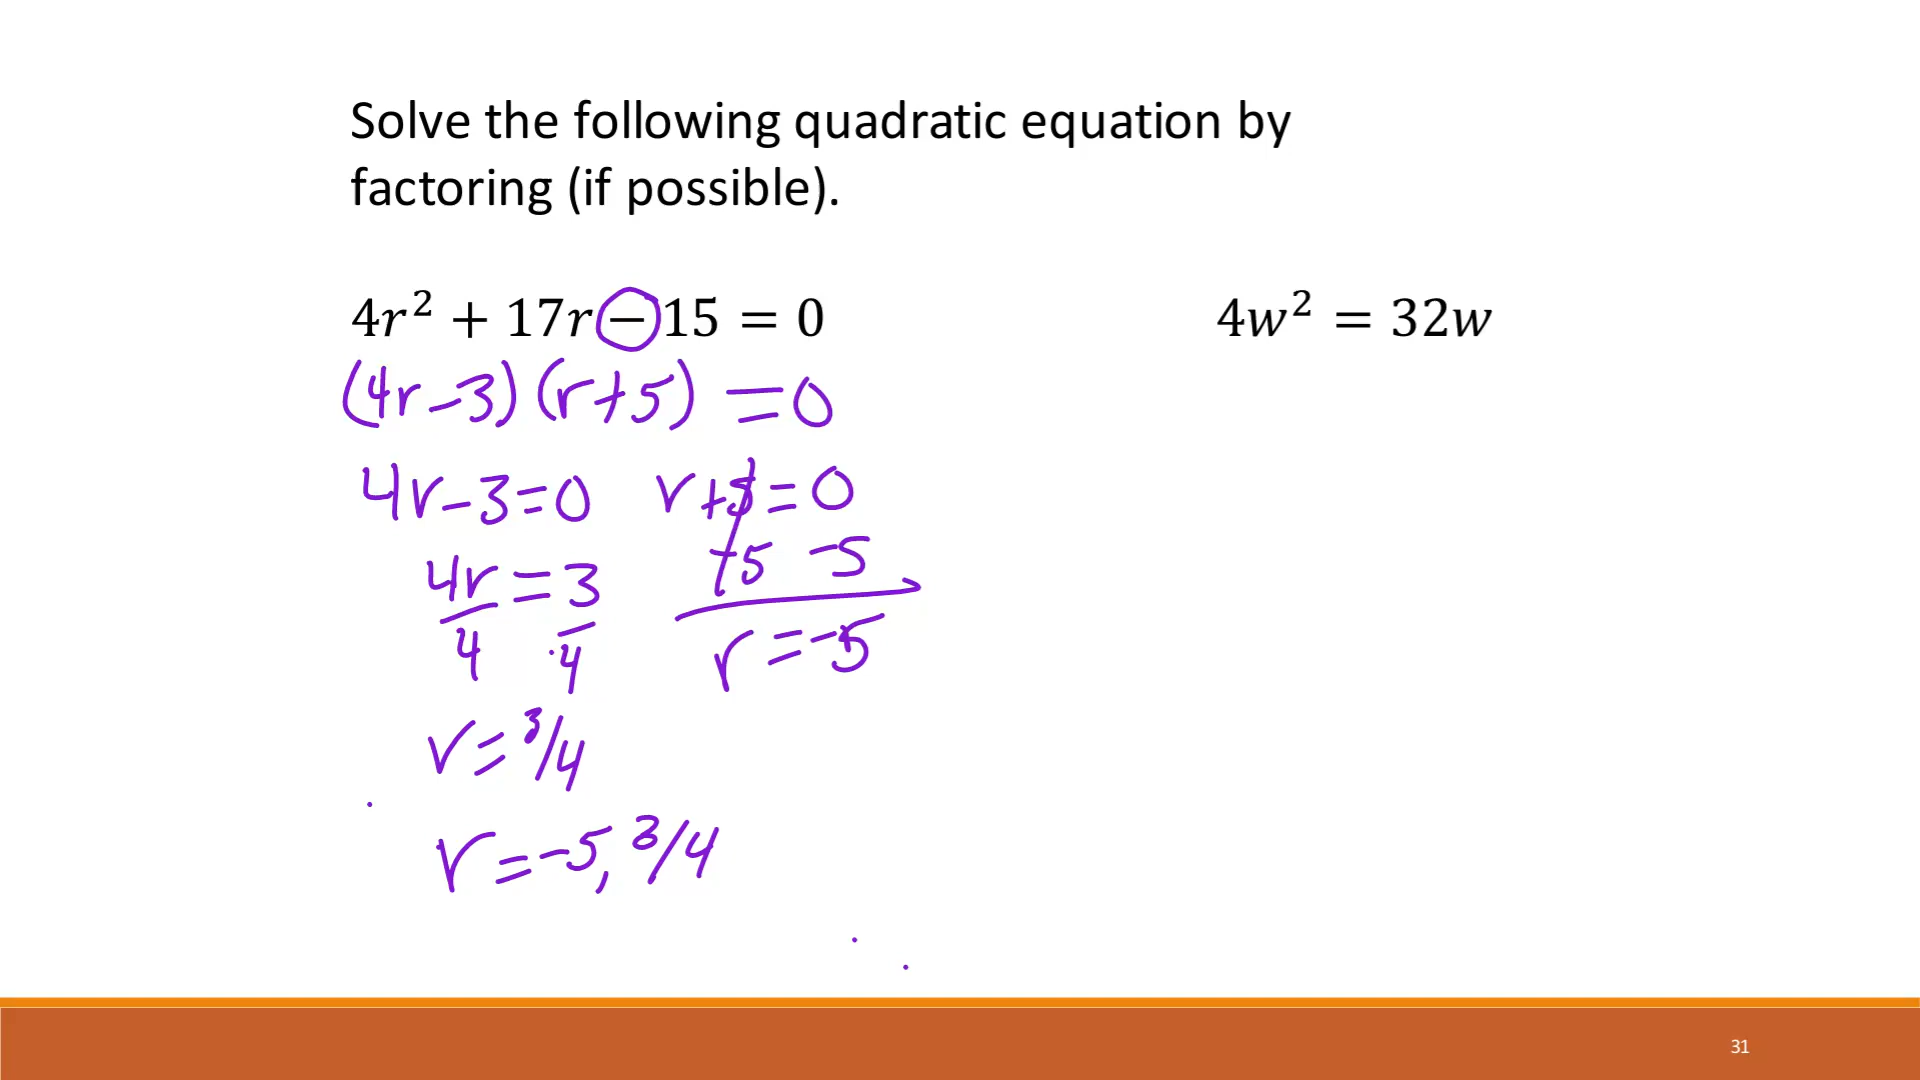 Solve the following quadratic equation by
factoring (if possible).
4r² + 17r − 15 = 0
(4r−3)(r+5) = 0
4r−3=0
4r = 3
4 4
r = 3/4
r+5=0
−5 −5
r = −5
r = −5, 3/4
4w² = 32w
31